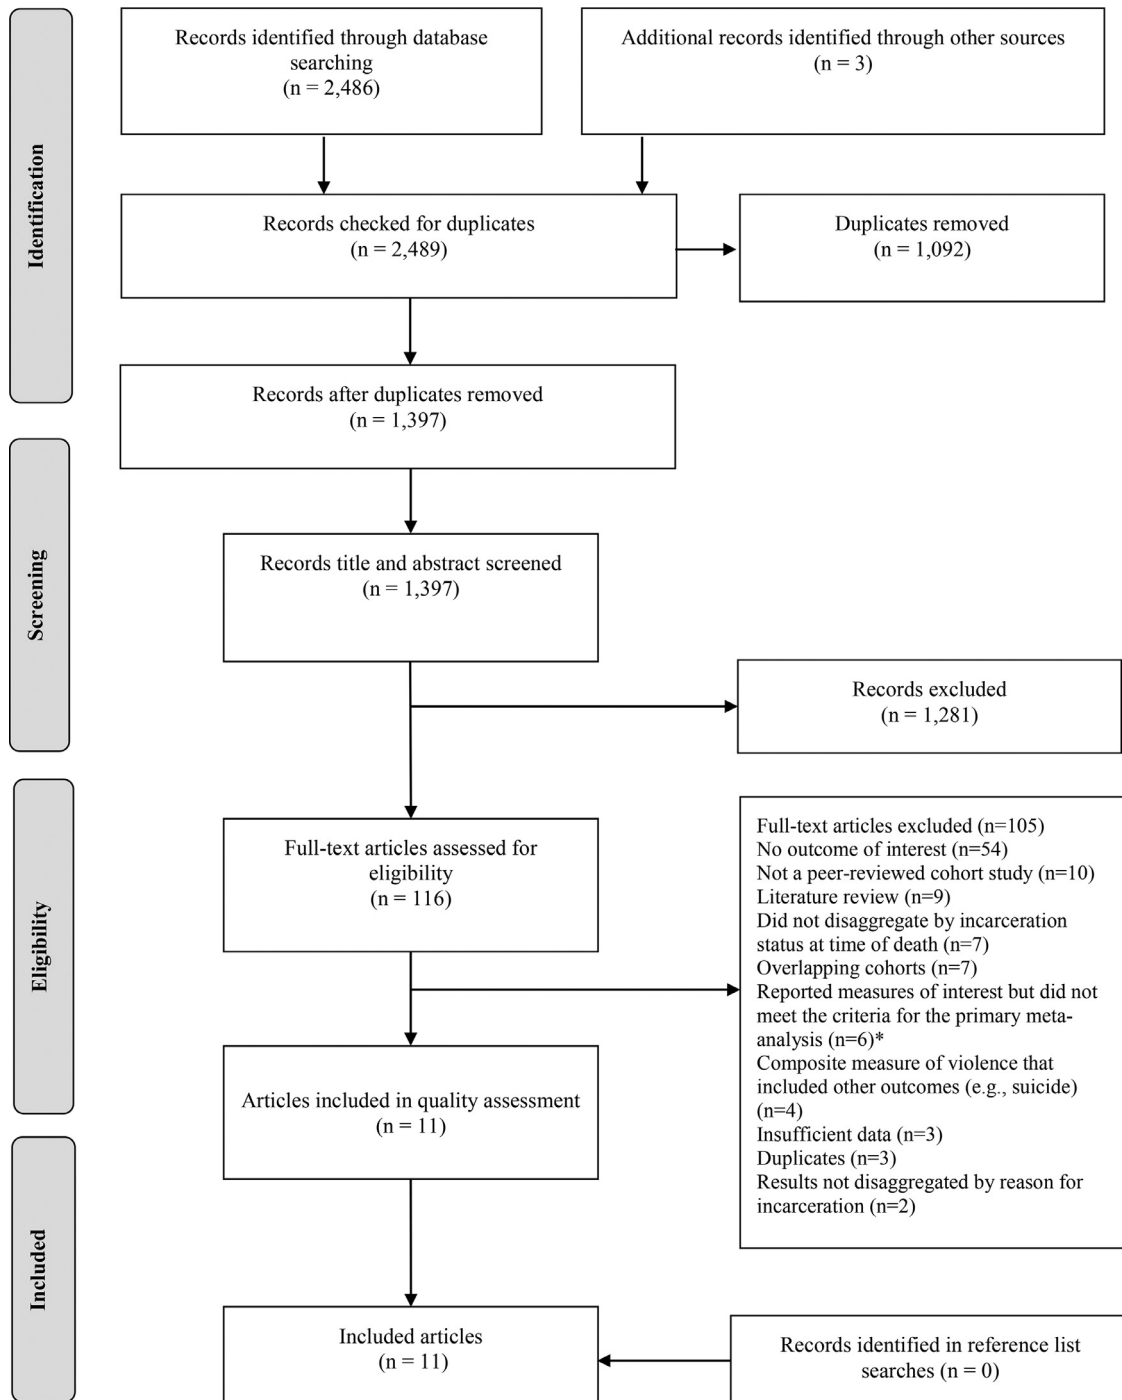 Identification
Records identified through database
searching
(n = 2,486)
Additional records identified through other sources
(n = 3)
Records checked for duplicates
(n = 2,489)
Duplicates removed
(n = 1,092)
Records after duplicates removed
(n = 1,397)
Screening
Records title and abstract screened
(n = 1,397)
Records excluded
(n = 1,281)
Eligibility
Full-text articles assessed for
eligibility
(n = 116)
Full-text articles excluded (n=105)
No outcome of interest (n=54)
Not a peer-reviewed cohort study (n=10)
Literature review (n=9)
Did not disaggregate by incarceration
status at time of death (n=7)
Overlapping cohorts (n=7)
Reported measures of interest but did not
meet the criteria for the primary meta-
analysis (n=6)*
Composite measure of violence that
included other outcomes (e.g., suicide)
(n=4)
Insufficient data (n=3)
Duplicates (n=3)
Results not disaggregated by reason for
incarceration (n=2)
Articles included in quality assessment
(n = 11)
Included
Included articles
(n = 11)
Records identified in reference list
searches (n = 0)